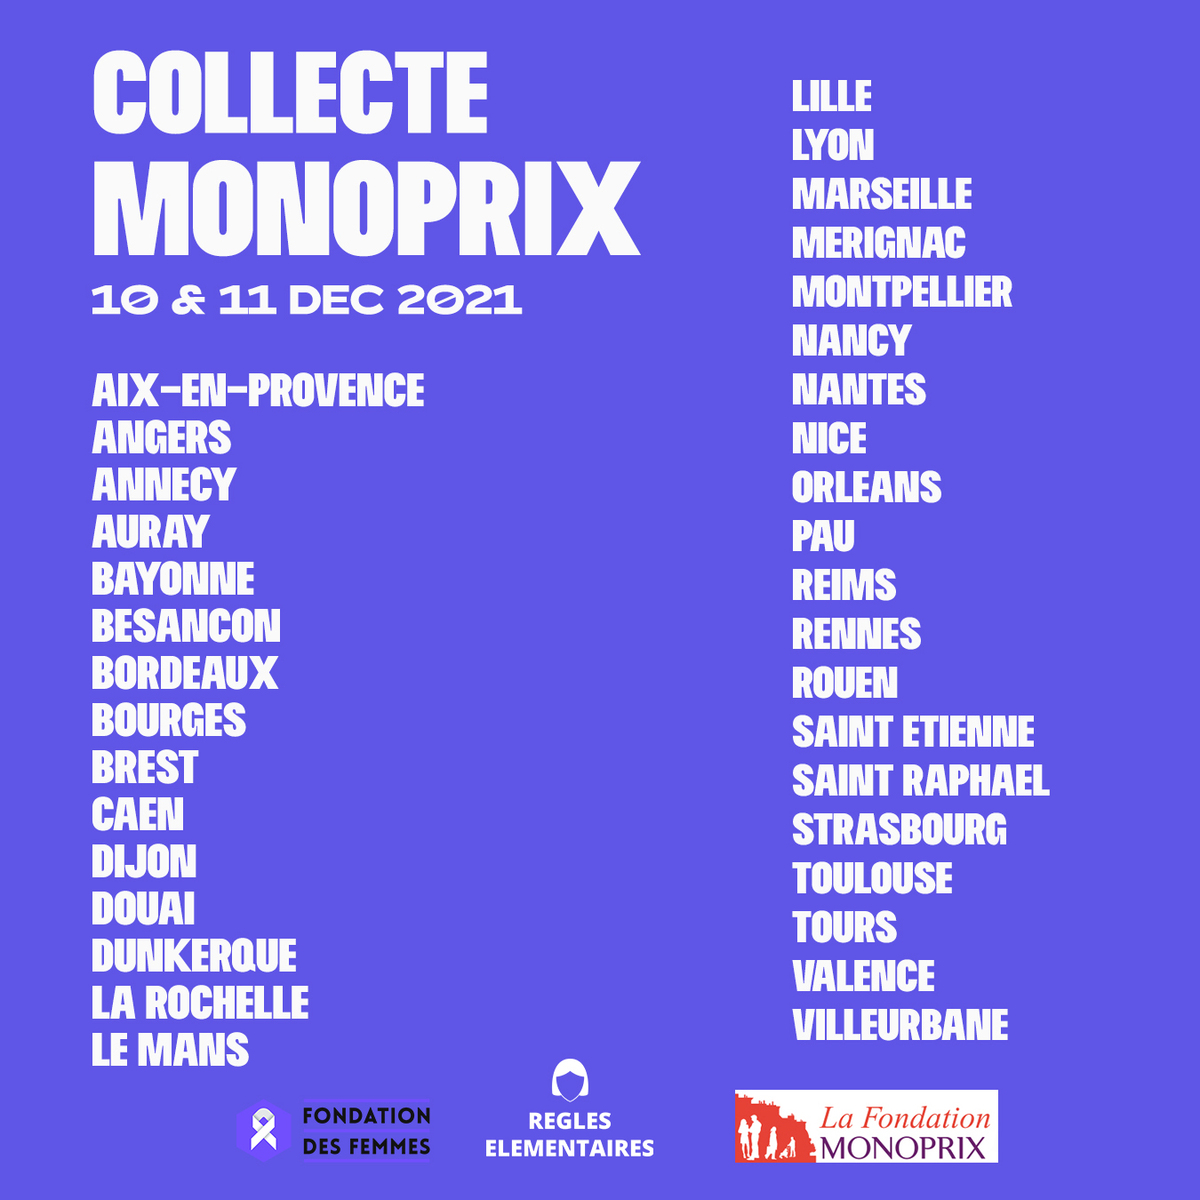 COLLECTE
MONOPRIX
10 & 11 DEC 2021
AIX-EN-PROVENCE
ANGERS
ANNECY
AURAY
BAYONNE
BESANCON
BORDEAUX
BOURGES
BREST
CAEN
DIJON
DOUAI
DUNKERQUE
LA ROCHELLE
LE MANS
LILLE
LYON
MARSEILLE
MERIGNAC
MONTPELLIER
NANCY
NANTES
NICE
ORLEANS
PAU
REIMS
RENNES
ROUEN
SAINT ETIENNE
SAINT RAPHAEL
STRASBOURG
TOULOUSE
TOURS
VALENCE
VILLEURBANE
FONDATION
DES FEMMES
REGLES
ELEMENTAIRES
La Fondation
MONOPRIX